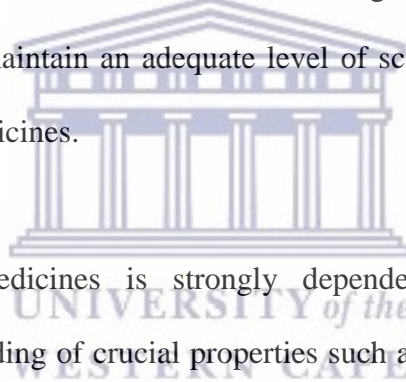 maintain an adequate level of sc
icines.
edicines is strongly depende
UNIVERSITY of the
ding of crucial properties such a
WESTERN CAPE